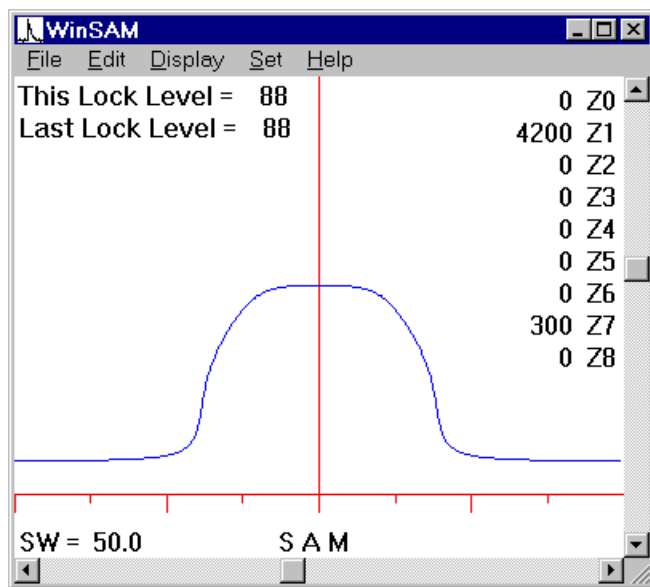 WinSAM
File Edit Display Set Help
This Lock Level = 88
Last Lock Level = 88
0 Z0
4200 Z1
0 Z2
0 Z3
0 Z4
0 Z5
0 Z6
300 Z7
0 Z8
SW = 50.0 S A M